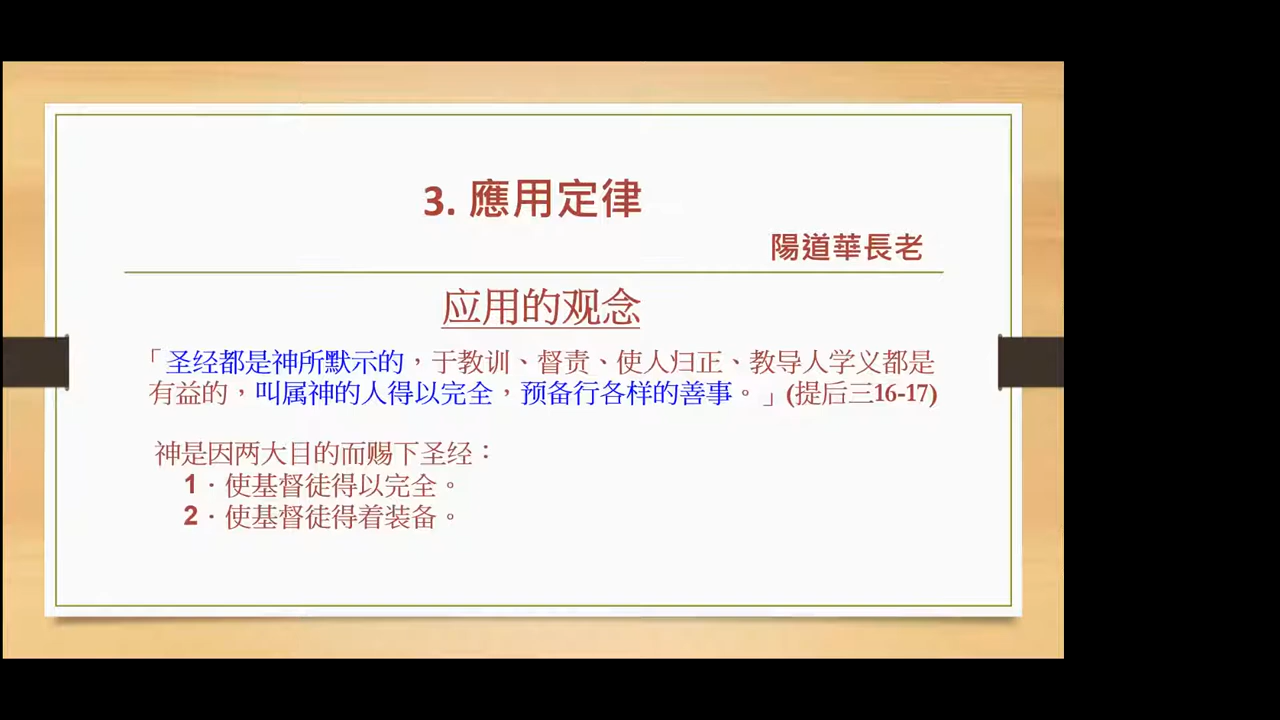 3. 應用定律
陽道華長老
应用的观念
「圣经都是神所默示的，于教训、督责、使人归正、教导人学义都是
有益的，叫属神的人得以完全，预备行各样的善事。」(提后三16-17)
神是因两大目的而赐下圣经：
1．使基督徒得以完全。
2．使基督徒得着装备。